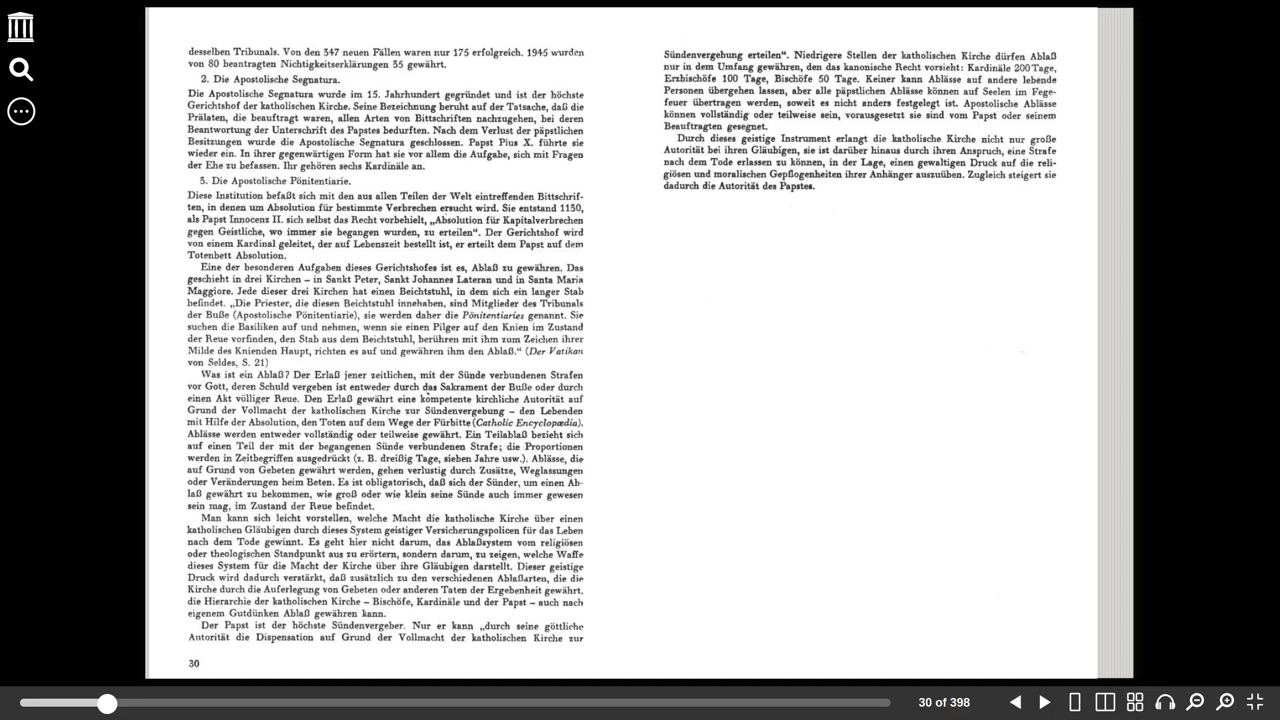 desselben Tribunals. Von den 347 neuen Fällen waren nur 175 erfolgreich. 1945 wurden
von 80 beantragten Nichtigkeitserklärungen 35 gewährt.
2. Die Apostolische Segnatura.
Die Apostolische Segnatura wurde im 15. Jahrhundert gegründet und ist der höchste
Gerichtshof der katholischen Kirche. Seine Bezeichnung beruht auf der Tatsache, daß die
Prälaten, die beauftragt waren, allen Arten von Bittschriften nachzugehen, bei deren
Beantwortung der Unterschrift des Papstes bedurften. Nach dem Verlust der päpstlichen
Besitzungen wurde die Apostolische Segnatura geschlossen. Papst Pius X. führte sie
wieder ein. In ihrer gegenwärtigen Form hat sie vor allem die Aufgabe, sich mit Fragen
der Ehe zu befassen. Ihr gehören sechs Kardinäle an.
3. Die Apostolische Pönitentiarie.
Diese Institution befaßt sich mit den aus allen Teilen der Welt eintreffenden Bittschrif-
ten, in denen um Absolution für bestimmte Verbrechen ersucht wird. Sie entstand 1130,
als Papst Innocenz II. sich selbst das Recht vorbehielt, „Absolution für Kapitalverbrechen
gegen Geistliche, wo immer sie begangen wurden, zu erteilen“. Der Gerichtshof wird
von einem Kardinal geleitet, der auf Lebenszeit bestellt ist, er erteilt dem Papst auf dem
Totenbett Absolution.
Eine der besonderen Aufgaben dieses Gerichtshofes ist es, Ablaß zu gewähren. Das
geschieht in drei Kirchen – in Sankt Peter, Sankt Johannes Lateran und in Santa Maria
Maggiore. Jede dieser drei Kirchen hat einen Beichtstuhl, in dem sich ein langer Stab
befindet. „Die Priester, die diesen Beichtstuhl innehaben, sind Mitglieder des Tribunals
der Buße (Apostolische Pönitentiarie), sie werden daher die Pönitentiaries genannt. Sie
suchen die Basiliken auf und nehmen, wenn sie einen Pilger auf den Knien im Zustand
der Reue vorfinden, den Stab aus dem Beichtstuhl, berühren mit ihm zum Zeichen ihrer
Milde des Knienden Haupt, richten es auf und gewähren ihm den Ablaß.“ (Der Vatikan
von Seldes, S. 21)
Was ist ein Ablaß? Der Erlaß jener zeitlichen, mit der Sünde verbundenen Strafen
vor Gott, deren Schuld vergeben ist entweder durch das Sakrament der Buße oder durch
einen Akt völliger Reue. Den Erlaß gewährt eine kompetente kirchliche Autorität auf
Grund der Vollmacht der katholischen Kirche zur Sündenvergebung – den Lebenden
mit Hilfe der Absolution, den Toten auf dem Wege der Fürbitte (Catholic Encyclopædia).
Ablässe werden entweder vollständig oder teilweise gewährt. Ein Teilablaß bezieht sich
auf einen Teil der mit der begangenen Sünde verbundenen Strafe; die Proportionen
werden in Zeitbegriffen ausgedrückt (z. B. dreißig Tage, sieben Jahre usw.). Ablässe, die
auf Grund von Gebeten gewährt werden, gehen verlustig durch Zusätze, Weglassungen
oder Veränderungen beim Beten. Es ist obligatorisch, daß sich der Sünder, um einen Ab-
laß gewährt zu bekommen, wie groß oder wie klein seine Sünde auch immer gewesen
sein mag, im Zustand der Reue befindet.
Man kann sich leicht vorstellen, welche Macht die katholische Kirche über einen
katholischen Gläubigen durch dieses System geistiger Versicherungspolicen für das Leben
nach dem Tode gewinnt. Es geht hier nicht darum, das Ablaßsystem vom religiösen
oder theologischen Standpunkt aus zu erörtern, sondern darum, zu zeigen, welche Waffe
dieses System für die Macht der Kirche über ihre Gläubigen darstellt. Dieser geistige
Druck wird dadurch verstärkt, daß zusätzlich zu den verschiedenen Ablaßarten, die die
Kirche durch die Auferlegung von Gebeten oder anderen Taten der Ergebenheit gewährt,
die Hierarchie der katholischen Kirche – Bischöfe, Kardinäle und der Papst – auch nach
eigenem Gutdünken Ablaß gewähren kann.
Der Papst ist der höchste Sündenvergeber. Nur er kann „durch seine göttliche
Autorität die Dispensation auf Grund der Vollmacht der katholischen Kirche zur
30
Sündenvergebung erteilen“. Niedrigere Stellen der katholischen Kirche dürfen Ablaß
nur in dem Umfang gewähren, den das kanonische Recht vorsieht: Kardinäle 200 Tage,
Erzbischöfe 100 Tage, Bischöfe 50 Tage. Keiner kann Ablässe auf andere lebende
Personen übergehen lassen, aber alle päpstlichen Ablässe können auf Seelen im Fege-
feuer übertragen werden, soweit es nicht anders festgelegt ist. Apostolische Ablässe
können vollständig oder teilweise sein, vorausgesetzt sie sind vom Papst oder seinem
Beauftragten gesegnet.
Durch dieses geistige Instrument erlangt die katholische Kirche nicht nur große
Autorität bei ihren Gläubigen, sie ist darüber hinaus durch ihren Anspruch, eine Strafe
nach dem Tode erlassen zu können, in der Lage, einen gewaltigen Druck auf die reli-
giösen und moralischen Gepflogenheiten ihrer Anhänger auszuüben. Zugleich steigert sie
dadurch die Autorität des Papstes.
30 of 398